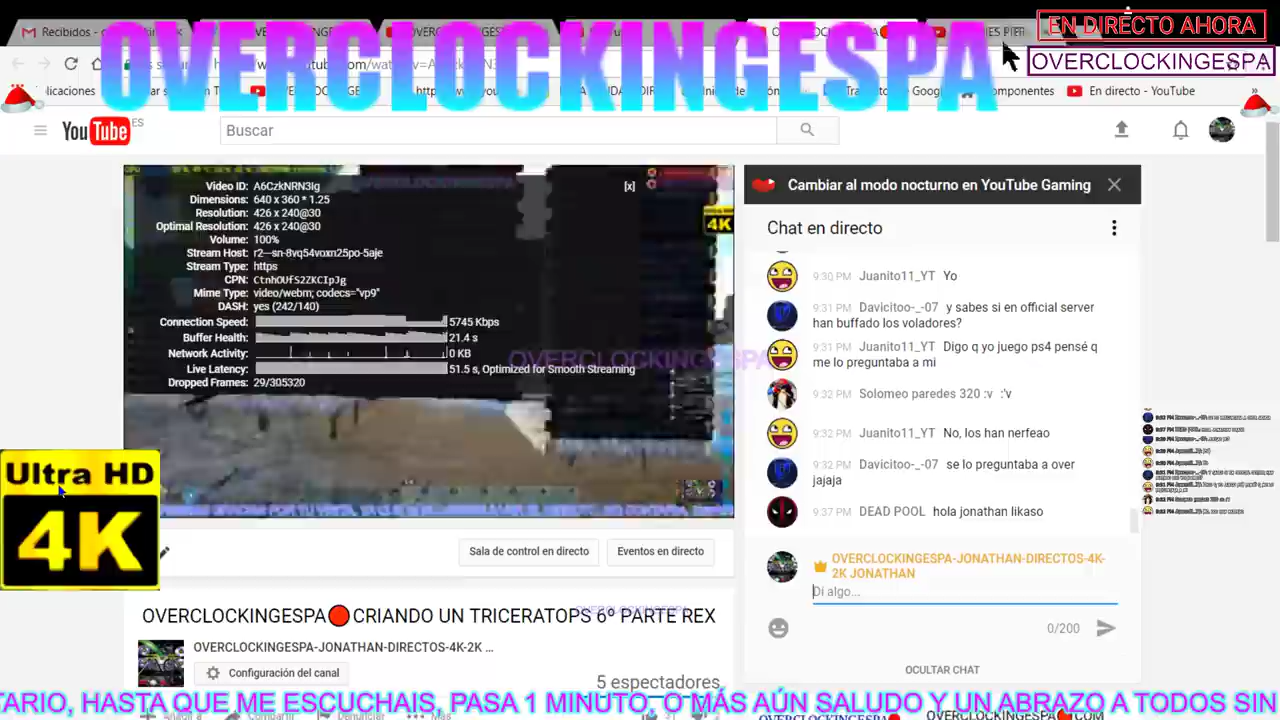 Recibidos -
OVERCLOCKINGESPA
EN DIRECTO AHORA
OVERCLOCKINGESPA
En directo - YouTube
YouTube ES
Buscar
Video ID: A6CzkNRN3Ig
Dimensions: 640 x 360 * 1.25
Resolution: 426 x 240@30
Optimal Resolution: 426 x 240@30
Volume: 100%
Stream Host: r2---sn-8vq54voxn25po-5aje
Stream Type: https
CPN: CtnhOUfS2ZKCIpJg
Mime Type: video/webm; codecs="vp9"
DASH: yes (242/140)
Connection Speed: 5745 Kbps
Buffer Health: 21.4 s
Network Activity: 0 KB
Live Latency: 51.5 s, Optimized for Smooth Streaming
Dropped Frames: 29/305320
[x]
4K
OVERCLOCKINGESPA
Cambiar al modo nocturno en YouTube Gaming
Chat en directo
9:30 PM Juanito11_YT Yo
9:31 PM Davicitoo-_-07 y sabes si en official server
han buffado los voladores?
9:31 PM Juanito11_YT Digo q yo juego ps4 pensé q
me lo preguntaba a mi
9:32 PM Solomeo paredes 320 :v :'v
9:32 PM Juanito11_YT No, los han nerfeao
9:32 PM Davicitoo-_-07 se lo preguntaba a over
jajaja
9:37 PM DEAD POOL hola jonathan likaso
OVERCLOCKINGESPA-JONATHAN-DIRECTOS-4K-
2K JONATHAN
Di algo...
0/200
OCULTAR CHAT
Ultra HD
4K
Sala de control en directo
Eventos en directo
OVERCLOCKINGESPA🔴CRIANDO UN TRICERATOPS 6º PARTE REX
OVERCLOCKINGESPA-JONATHAN-DIRECTOS-4K-2K ...
Configuración del canal
5 espectadores
TARIO, HASTA QUE ME ESCUCHAIS, PASA 1 MINUTO, O MÁS AÚN SALUDO Y UN ABRAZO A TODOS SIN